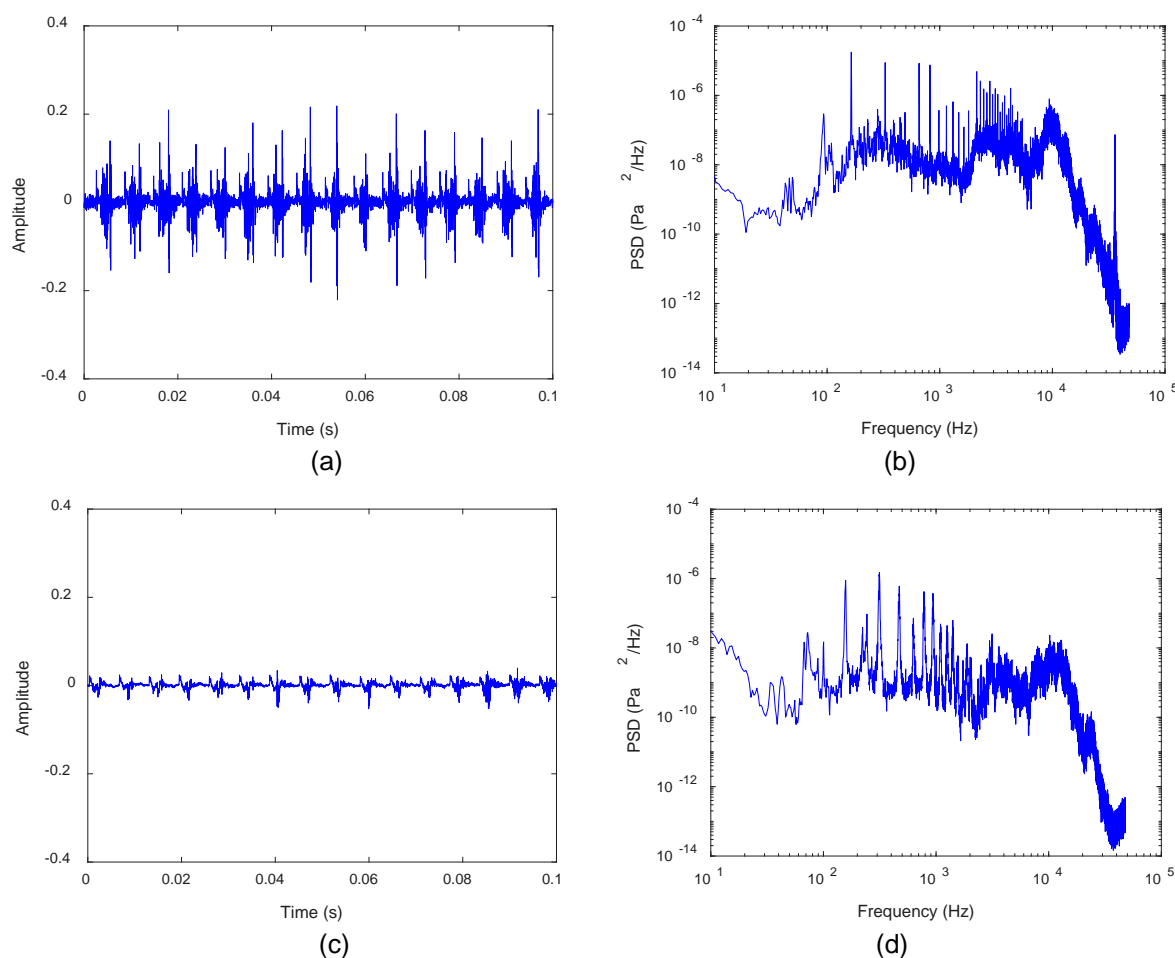 0.4
0.2
0
-0.2
-0.4
Amplitude
0 0.02 0.04 0.06 0.08 0.1
Time (s)
(a)
10 -4
10 -6
10 -8
10 -10
10 -12
10 -14
PSD (Pa 2 /Hz)
10 1 10 2 10 3 10 4 10 5
Frequency (Hz)
(b)
0.4
0.2
0
-0.2
-0.4
Amplitude
0 0.02 0.04 0.06 0.08 0.1
Time (s)
(c)
10 -4
10 -6
10 -8
10 -10
10 -12
10 -14
PSD (Pa 2 /Hz)
10 1 10 2 10 3 10 4 10 5
Frequency (Hz)
(d)